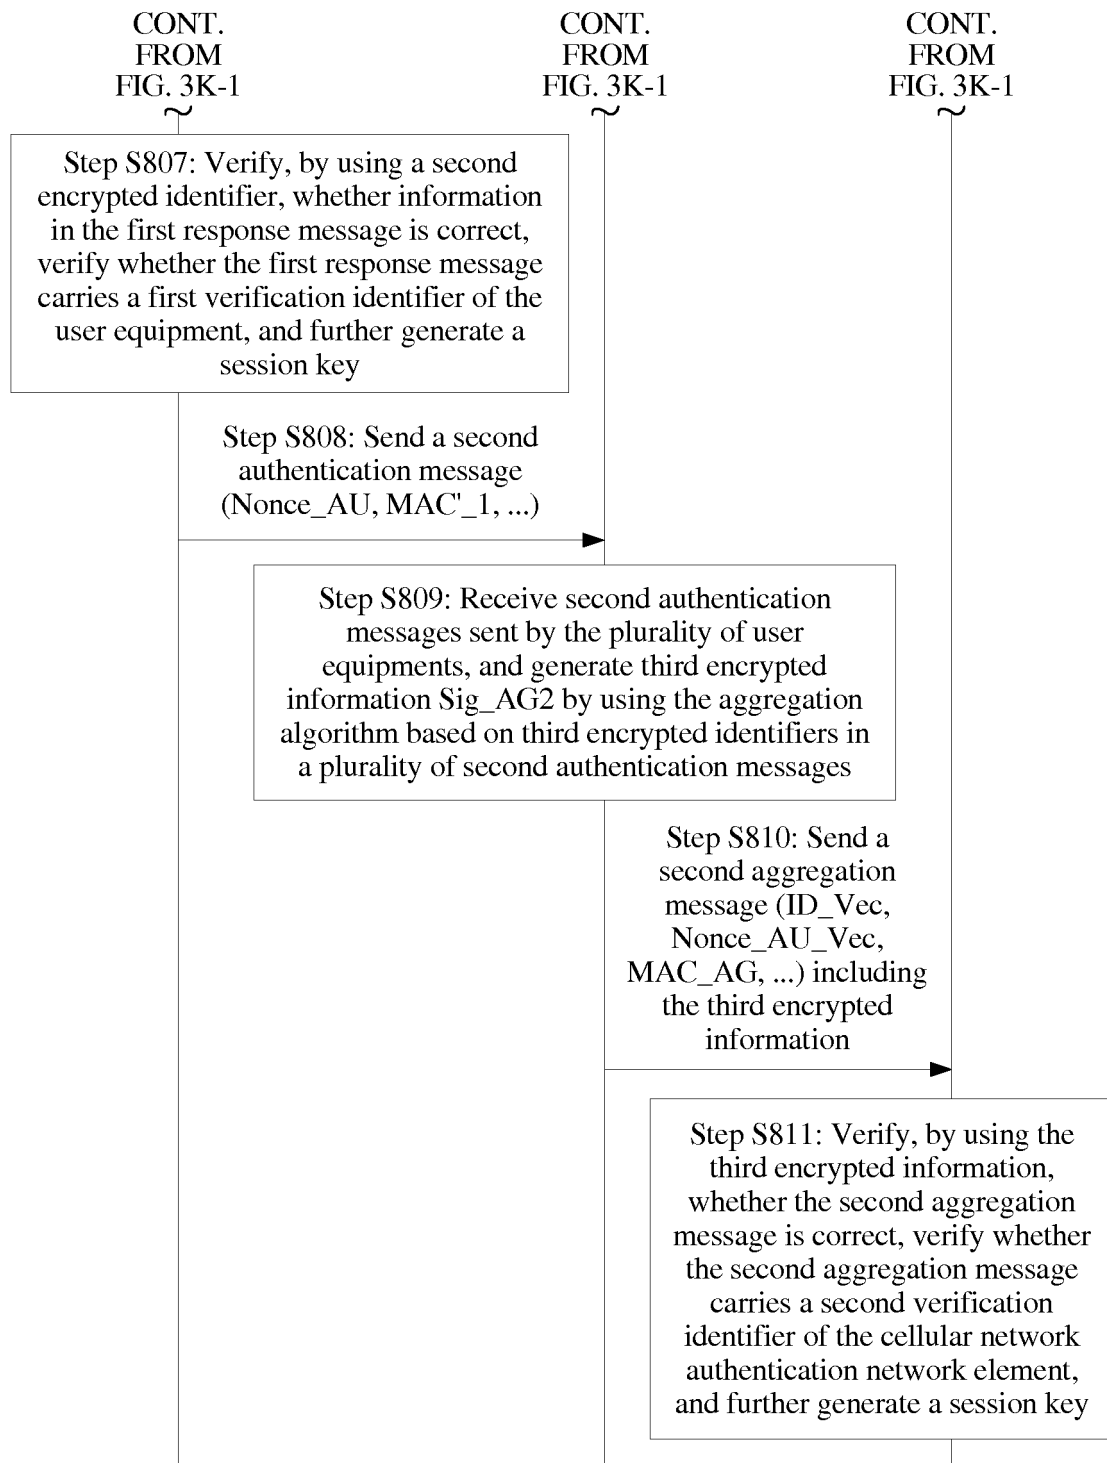 CONT.
FROM
FIG. 3K-1
CONT.
FROM
FIG. 3K-1
CONT.
FROM
FIG. 3K-1
Step S807: Verify, by using a second
encrypted identifier, whether information
in the first response message is correct,
verify whether the first response message
carries a first verification identifier of the
user equipment, and further generate a
session key
Step S808: Send a second
authentication message
(Nonce_AU, MAC'_1, ...)
Step S809: Receive second authentication
messages sent by the plurality of user
equipments, and generate third encrypted
information Sig_AG2 by using the aggregation
algorithm based on third encrypted identifiers in
a plurality of second authentication messages
Step S810: Send a
second aggregation
message (ID_Vec,
Nonce_AU_Vec,
MAC_AG, ...) including
the third encrypted
information
Step S811: Verify, by using the
third encrypted information,
whether the second aggregation
message is correct, verify whether
the second aggregation message
carries a second verification
identifier of the cellular network
authentication network element,
and further generate a session key